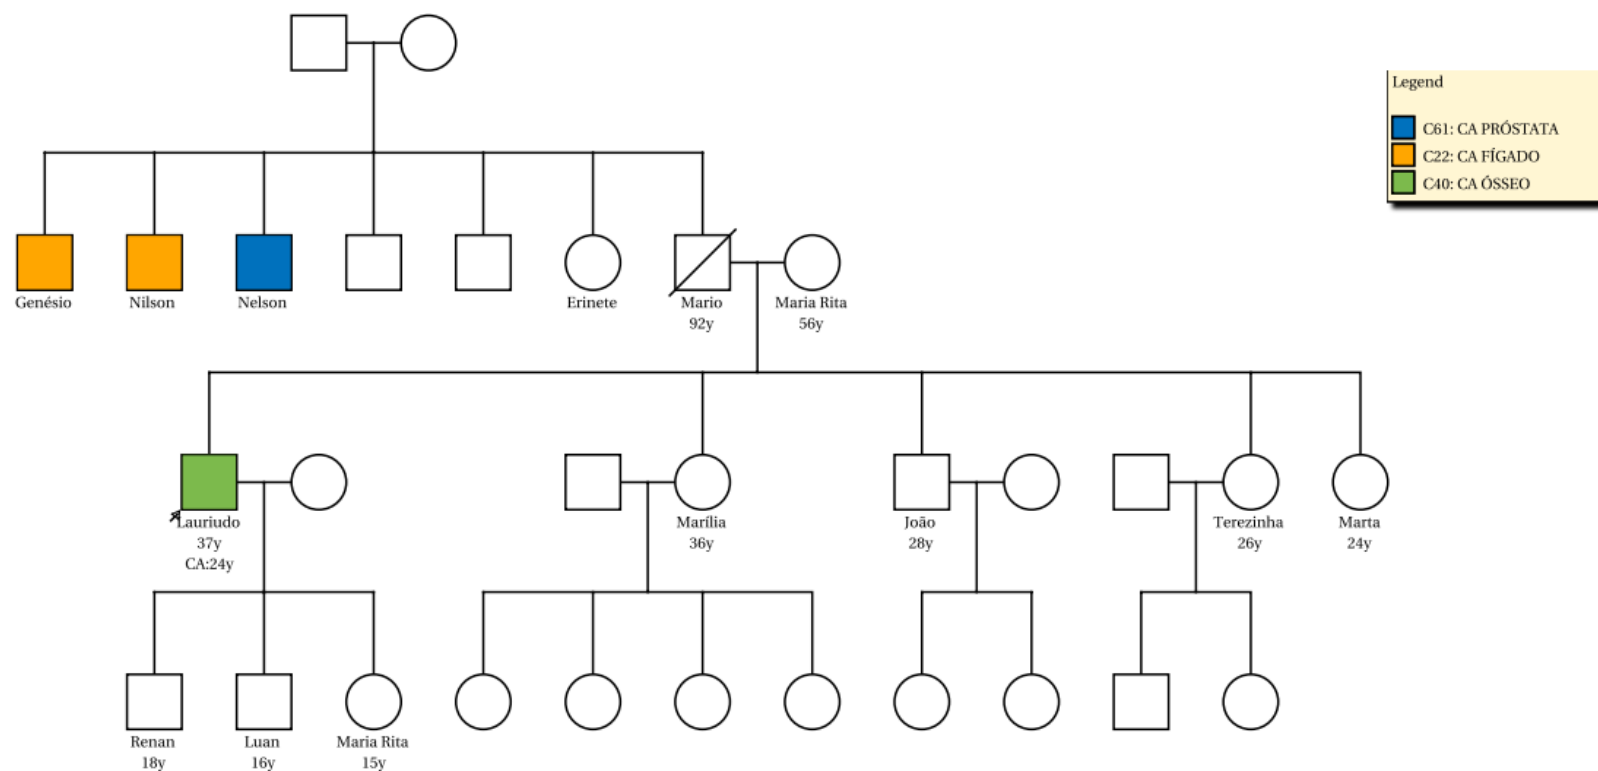 Legend
C61: CA PRÓSTATA
C22: CA FÍGADO
C40: CA ÓSSEO
Genésio
Nilson
Nelson
Erinete
Mario
92y
Maria Rita
56y
Lauriudo
37y
CA:24y
Marília
36y
João
28y
Terezinha
26y
Marta
24y
Renan
18y
Luan
16y
Maria Rita
15y